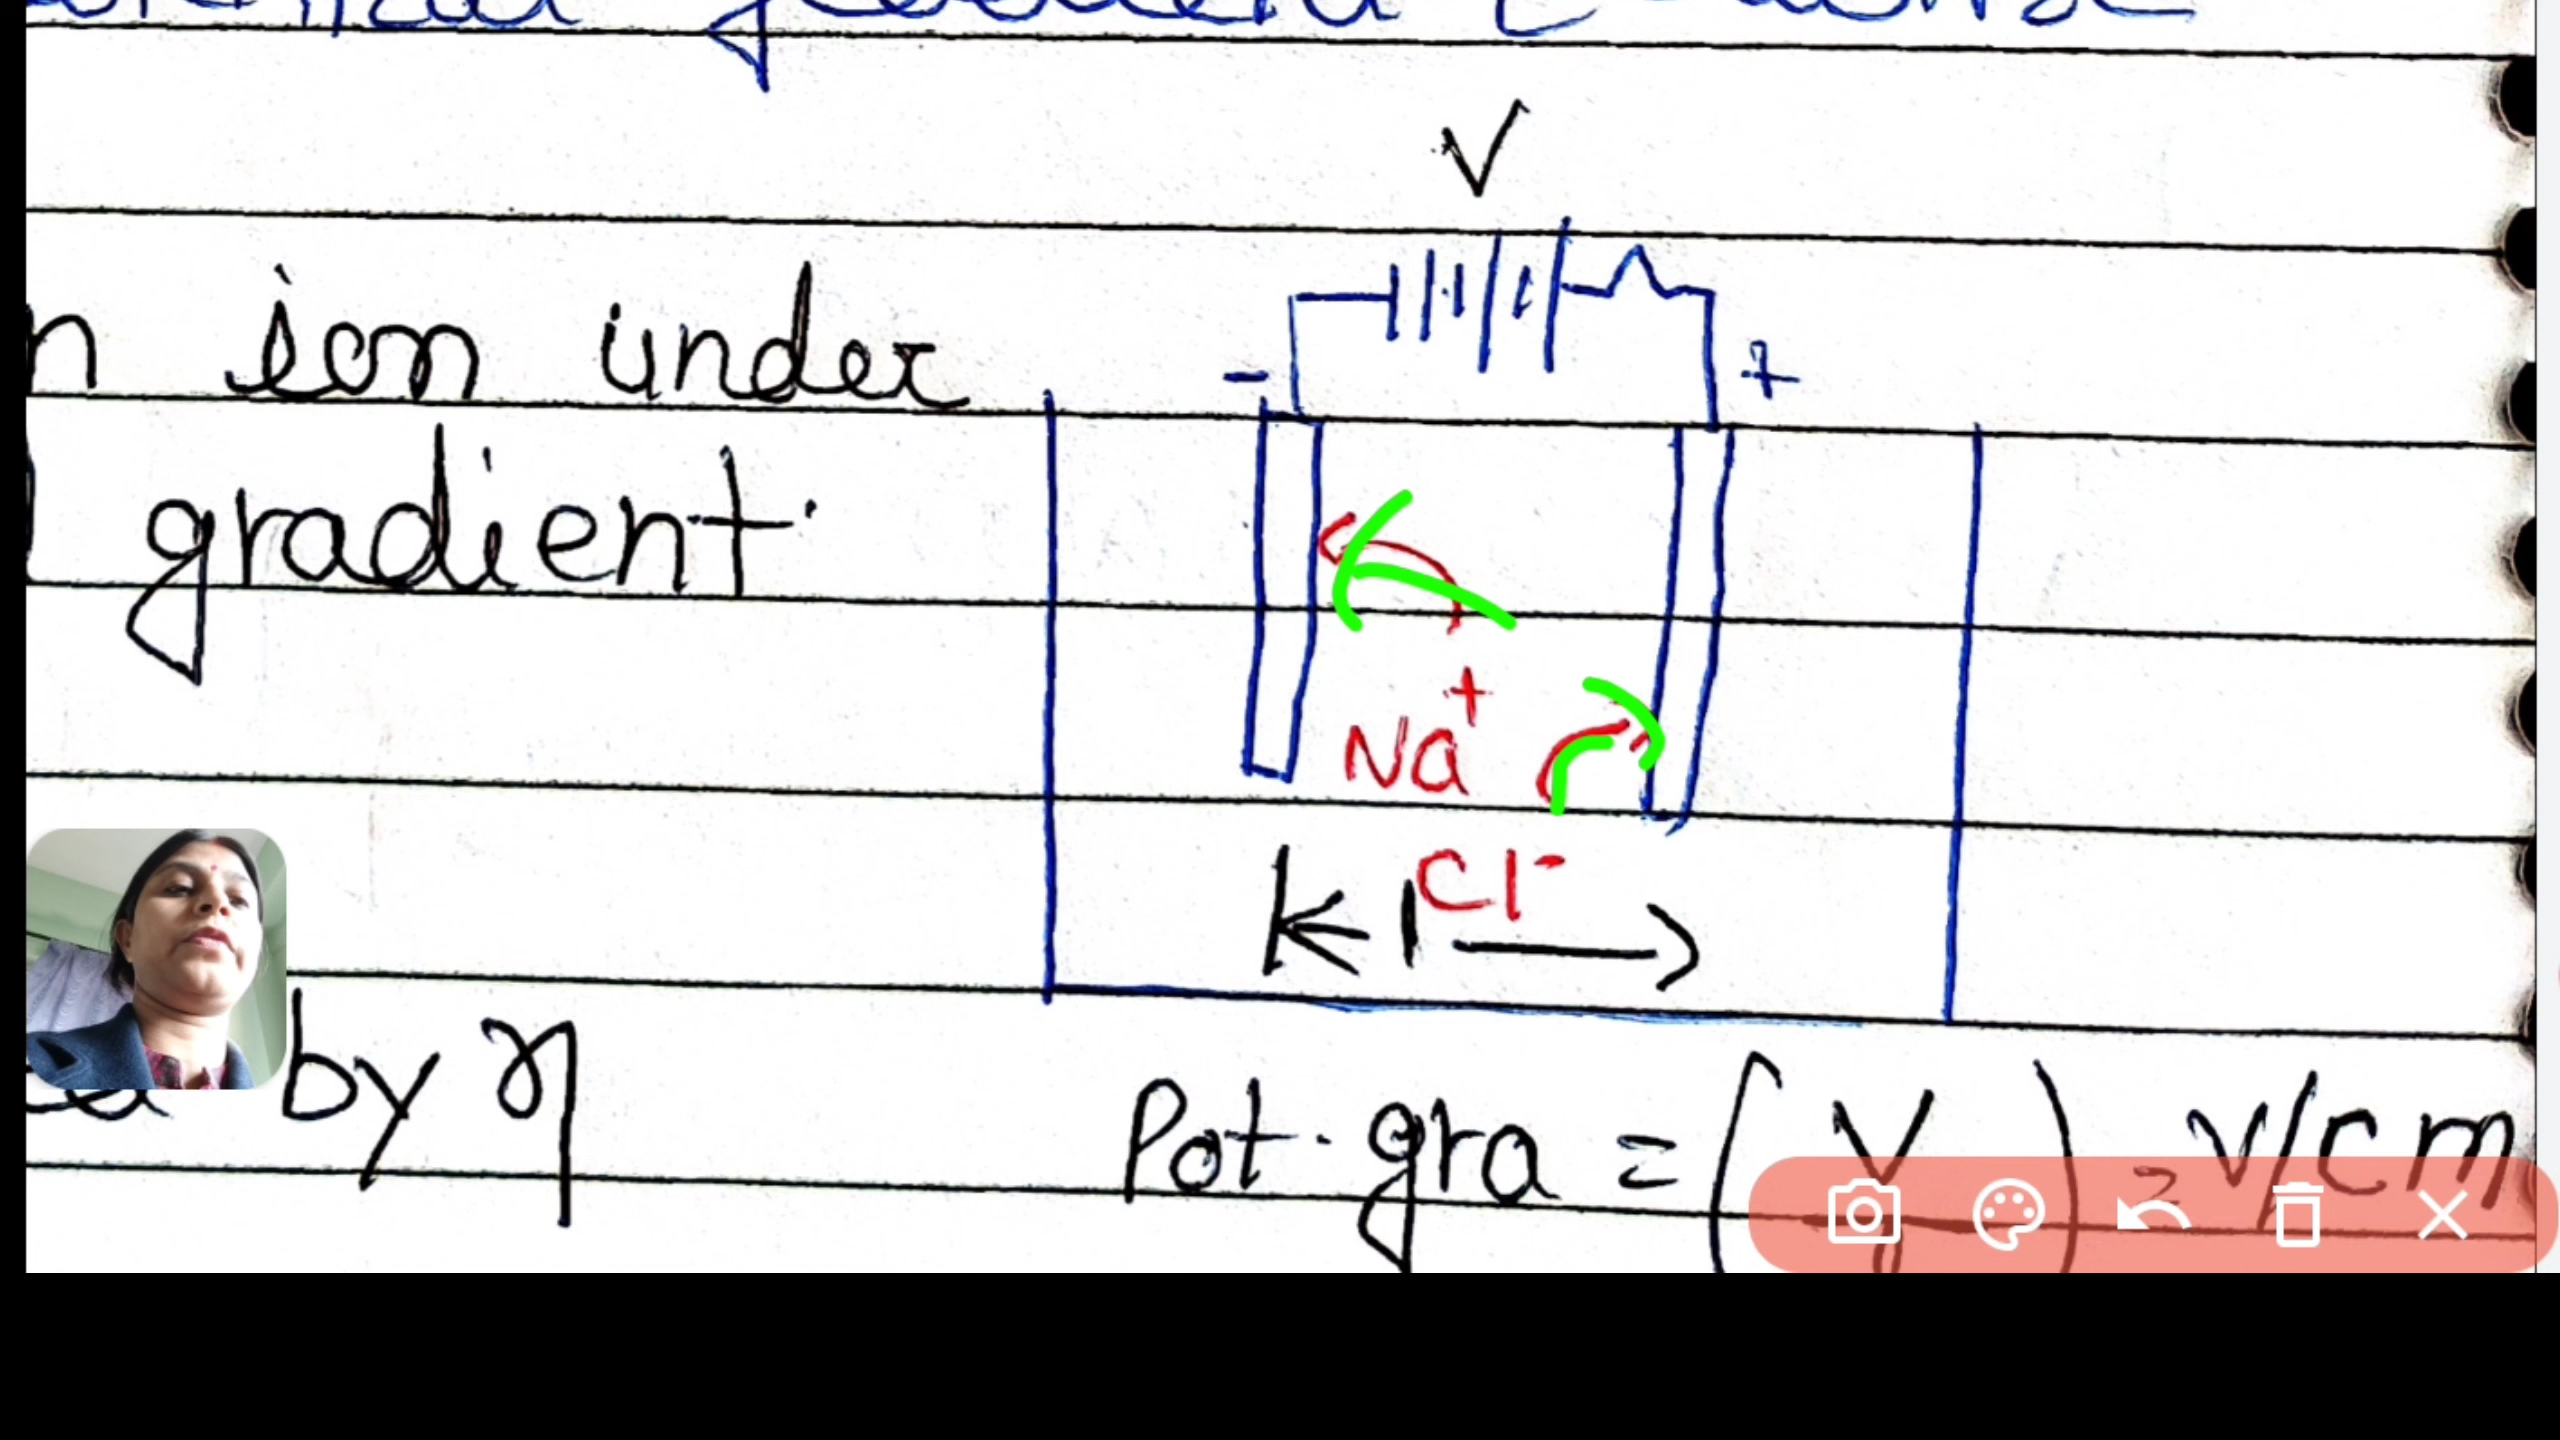 V
n ion under
- +
gradient
Na+
Cl-
l
by η
Pot. gra = ( V ) = V/cm